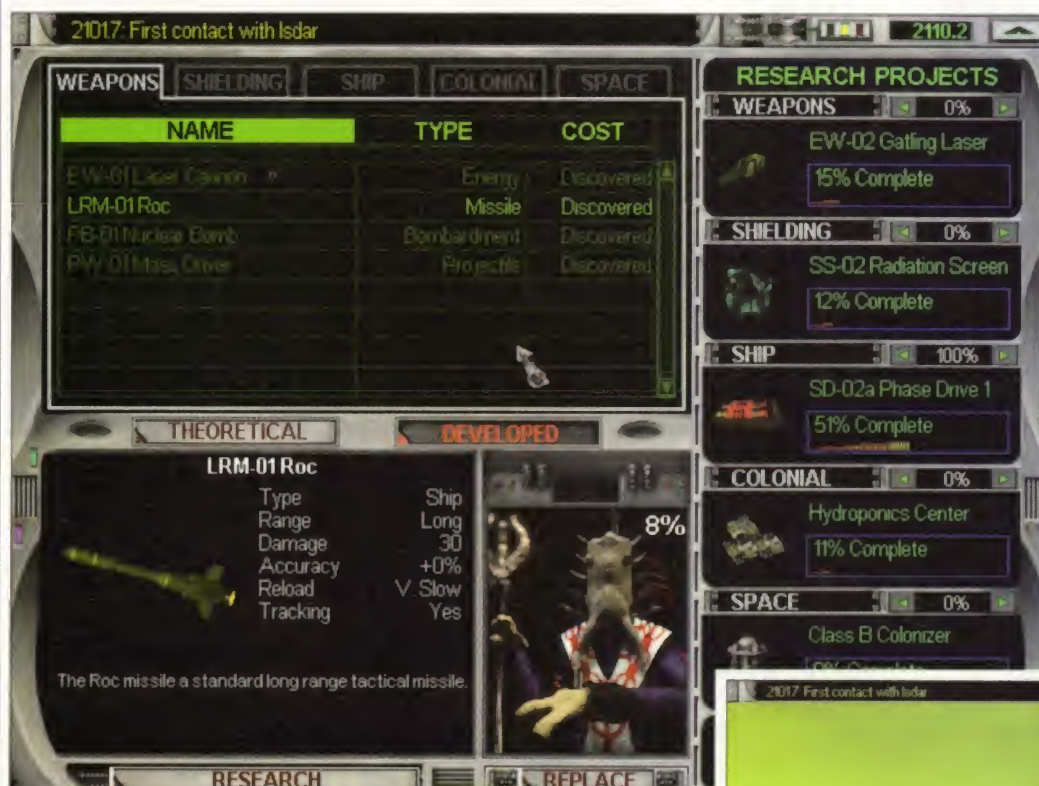 21017: First contact with Isdar
2110.2
WEAPONS SHIELDING SHIP COLONIAL SPACE
NAME TYPE COST
EW-01 Laser Cannon Energy Discovered
LRM-01 Roc Missile Discovered
FB-01 Nuclear Bomb Bombardment Discovered
PW-01 Mass Driver Projectile Discovered
THEORETICAL DEVELOPED
LRM-01 Roc
Type Ship
Range Long
Damage 30
Accuracy +0%
Reload V. Slow
Tracking Yes
The Roc missile a standard long range tactical missile.
8%
RESEARCH REPLACE
RESEARCH PROJECTS
WEAPONS 0%
EW-02 Gatling Laser
15% Complete
SHIELDING 0%
SS-02 Radiation Screen
12% Complete
SHIP 100%
SD-02a Phase Drive 1
51% Complete
COLONIAL 0%
Hydroponics Center
11% Complete
SPACE 0%
Class B Colonizer
Complete
21017: First contact with Isdar